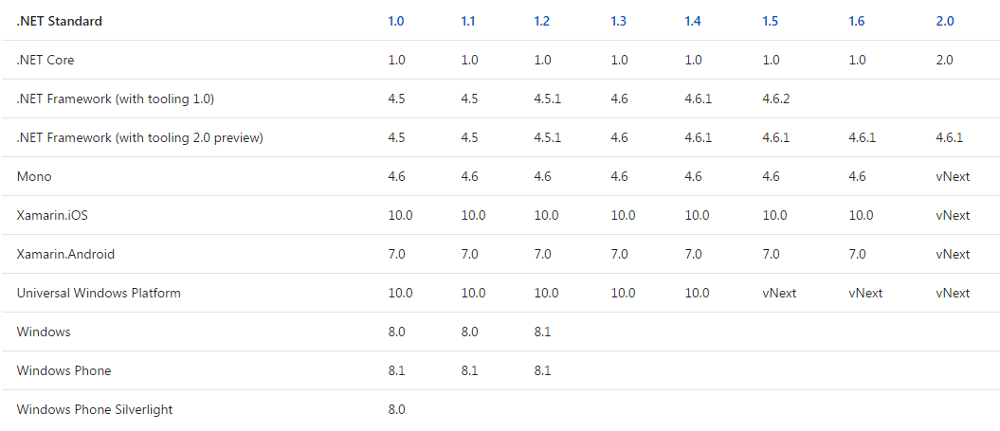 .NET Standard 1.0 1.1 1.2 1.3 1.4 1.5 1.6 2.0
.NET Core 1.0 1.0 1.0 1.0 1.0 1.0 1.0 2.0
.NET Framework (with tooling 1.0) 4.5 4.5 4.5.1 4.6 4.6.1 4.6.2
.NET Framework (with tooling 2.0 preview) 4.5 4.5 4.5.1 4.6 4.6.1 4.6.1 4.6.1 4.6.1
Mono 4.6 4.6 4.6 4.6 4.6 4.6 4.6 vNext
Xamarin.iOS 10.0 10.0 10.0 10.0 10.0 10.0 10.0 vNext
Xamarin.Android 7.0 7.0 7.0 7.0 7.0 7.0 7.0 vNext
Universal Windows Platform 10.0 10.0 10.0 10.0 10.0 vNext vNext vNext
Windows 8.0 8.0 8.1
Windows Phone 8.1 8.1 8.1
Windows Phone Silverlight 8.0